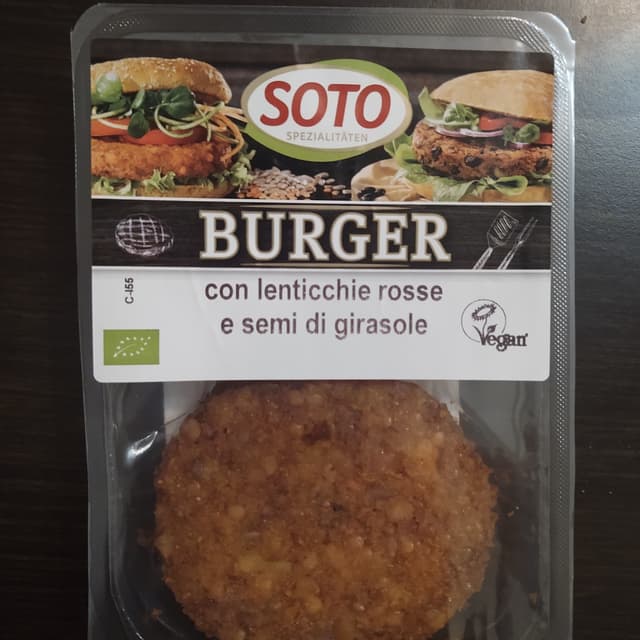 SOTO
SPEZIALITÄTEN
BURGER
C-I55
con lenticchie rosse
e semi di girasole
Vegan